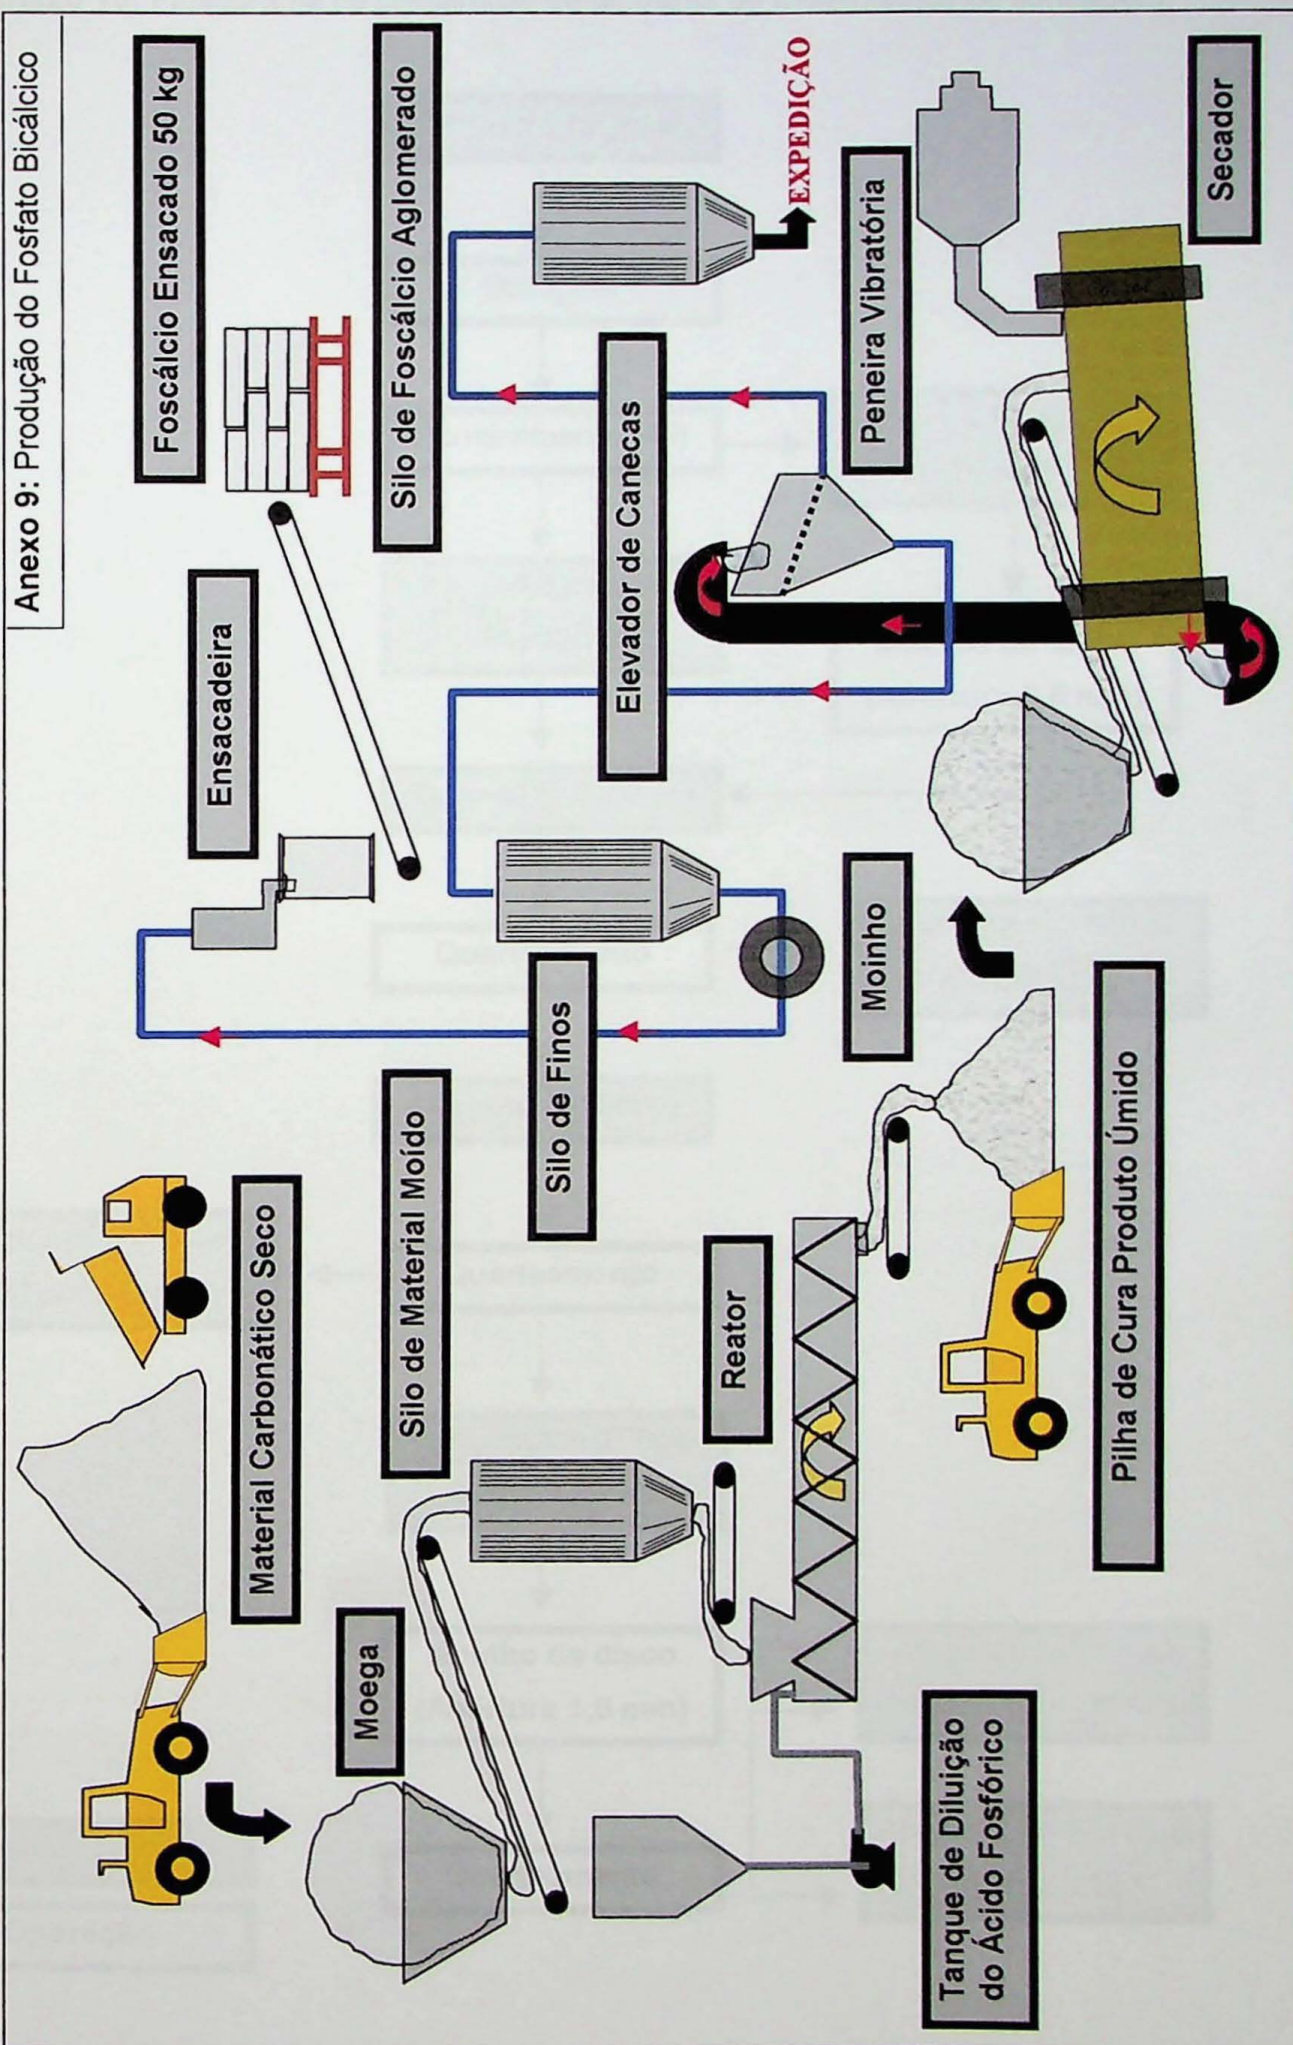 Anexo 9: Produção do Fosfato Bicálcico
Foscálcio Ensacado 50 kg
Ensacadeira
Material Carbonático Seco
Moega
Silo de Material Moído
Silo de Foscálcio Aglomerado
Silo de Finos
Elevador de Canecas
Reator
EXPEDIÇÃO
Moinho
Peneira Vibratória
Tanque de Diluição
do Ácido Fosfórico
Pilha de Cura Produto Úmido
Secador